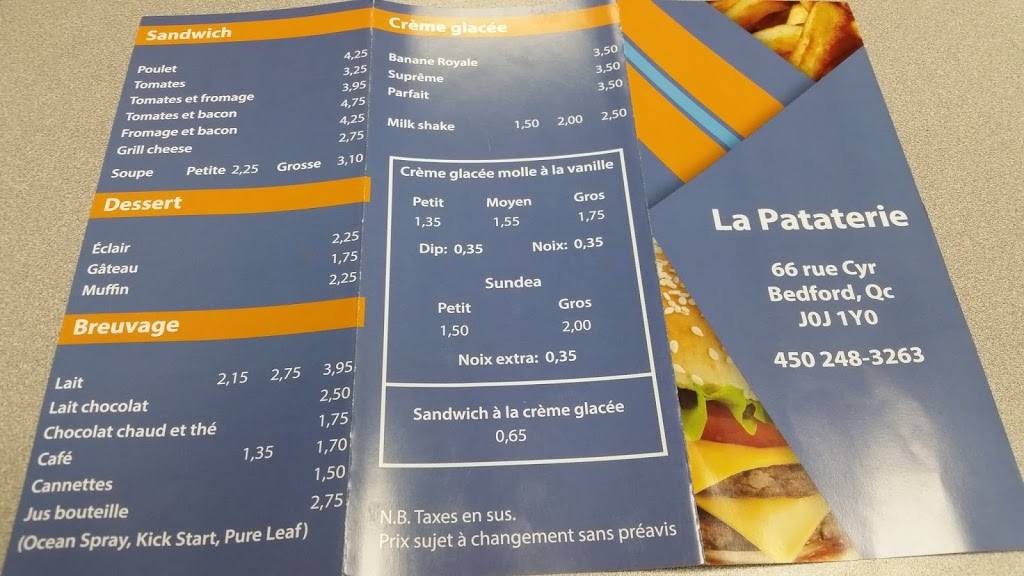 Sandwich
Poulet 4,25
Tomates 3,25
Tomates et fromage 3,95
Tomates et bacon 4,75
Fromage et bacon 4,25
Grill cheese 2,75
Soupe Petite 2,25 Grosse 3,10
Dessert
Éclair 2,25
Gâteau 1,75
Muffin 2,25
Breuvage
Lait 2,15 2,75 3,95
Lait chocolat 2,50
Chocolat chaud et thé 1,75
Café 1,35 1,70
Cannettes 1,50
Jus bouteille 2,75
(Ocean Spray, Kick Start, Pure Leaf)
Crème glacée
Banane Royale 3,50
Suprême 3,50
Parfait 3,50
Milk shake 1,50 2,00 2,50
Crème glacée molle à la vanille
Petit Moyen Gros
1,35 1,55 1,75
Dip: 0,35 Noix: 0,35
Sundea
Petit Gros
1,50 2,00
Noix extra: 0,35
Sandwich à la crème glacée
0,65
N.B. Taxes en sus.
Prix sujet à changement sans préavis
La Pataterie
66 rue Cyr
Bedford, Qc
J0J 1Y0
450 248-3263